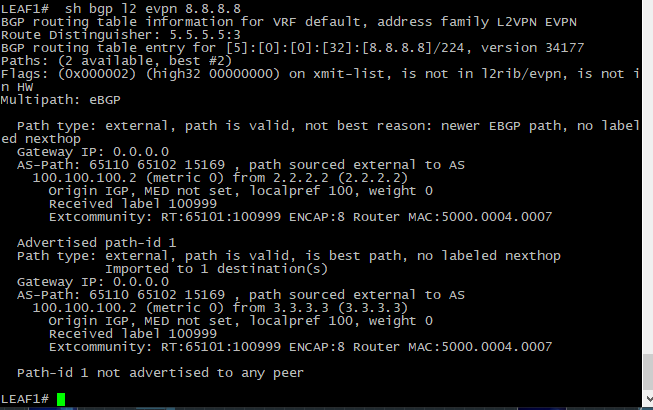 LEAF1#  sh bgp l2 evpn 8.8.8.8
BGP routing table information for VRF default, address family L2VPN EVPN
Route Distinguisher: 5.5.5.5:3
BGP routing table entry for [5]:[0]:[0]:[32]:[8.8.8.8]/224, version 34177
Paths: (2 available, best #2)
Flags: (0x000002) (high32 00000000) on xmit-list, is not in l2rib/evpn, is not i
n HW
Multipath: eBGP

  Path type: external, path is valid, not best reason: newer EBGP path, no label
ed nexthop
  Gateway IP: 0.0.0.0
  AS-Path: 65110 65102 15169 , path sourced external to AS
    100.100.100.2 (metric 0) from 2.2.2.2 (2.2.2.2)
      Origin IGP, MED not set, localpref 100, weight 0
      Received label 100999
      Extcommunity: RT:65101:100999 ENCAP:8 Router MAC:5000.0004.0007

  Advertised path-id 1
  Path type: external, path is valid, is best path, no labeled nexthop
             Imported to 1 destination(s)
  Gateway IP: 0.0.0.0
  AS-Path: 65110 65102 15169 , path sourced external to AS
    100.100.100.2 (metric 0) from 3.3.3.3 (3.3.3.3)
      Origin IGP, MED not set, localpref 100, weight 0
      Received label 100999
      Extcommunity: RT:65101:100999 ENCAP:8 Router MAC:5000.0004.0007

  Path-id 1 not advertised to any peer

LEAF1#